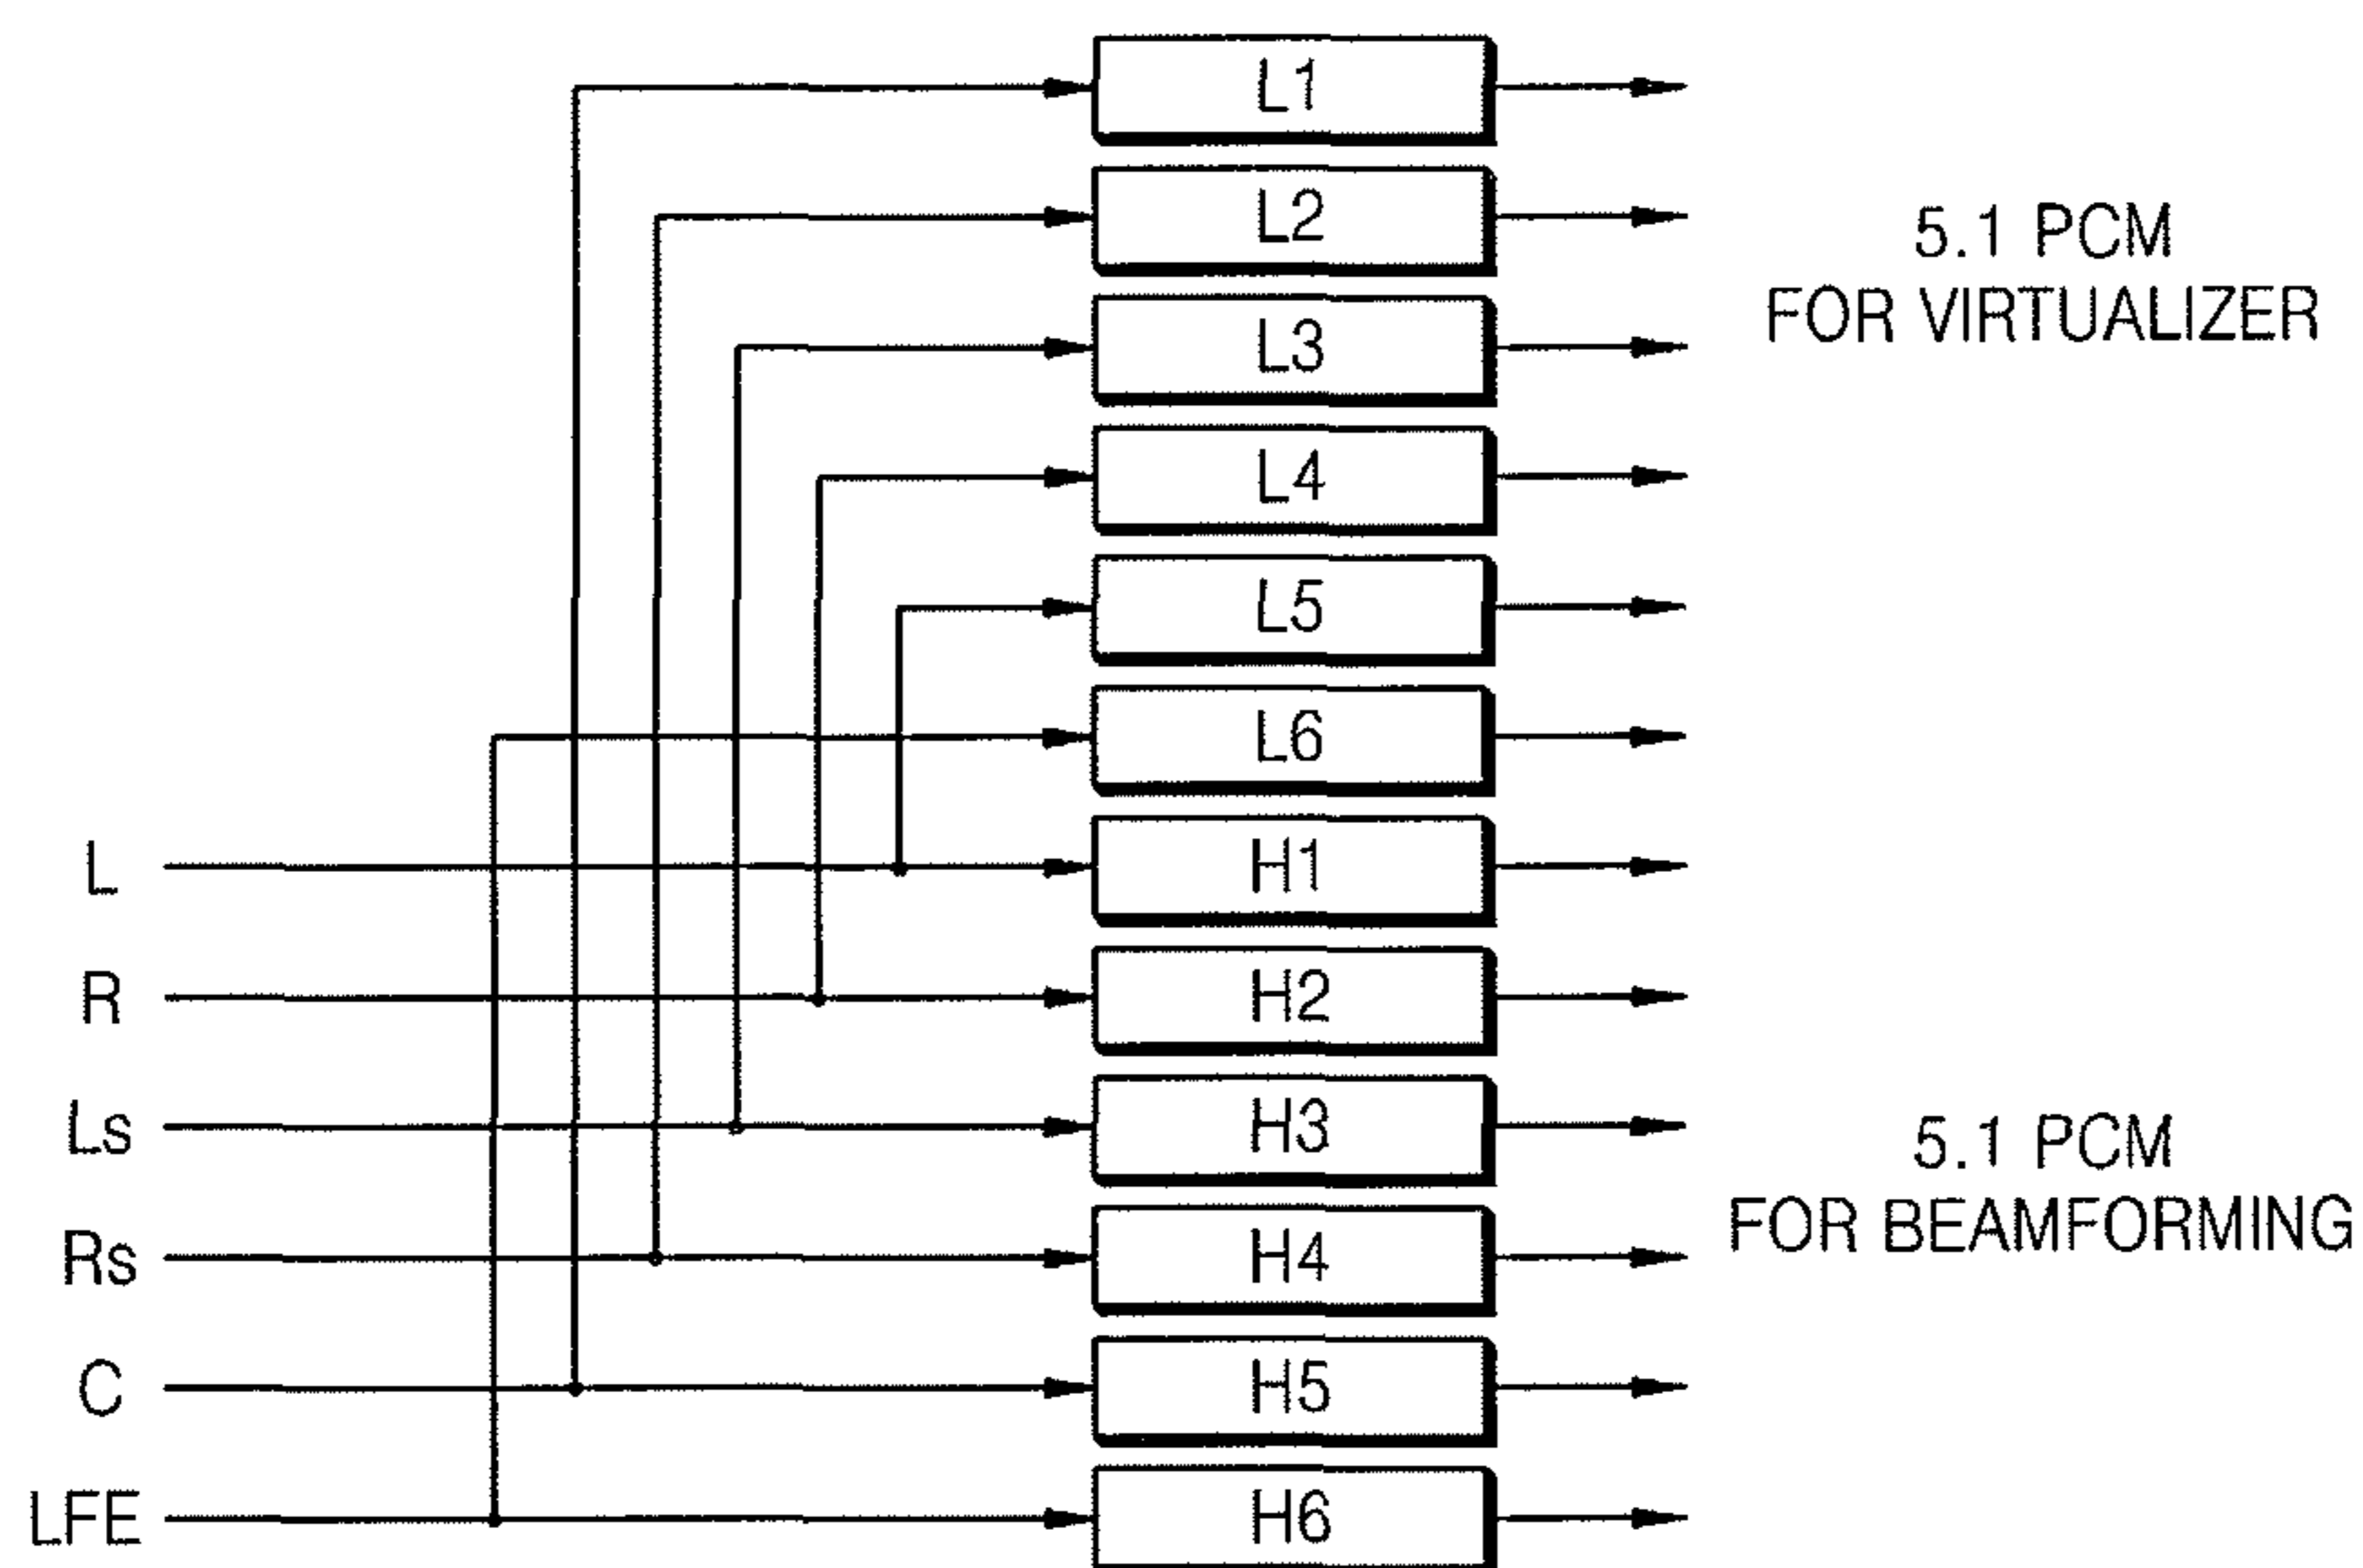 L1
L2
5.1 PCM
FOR VIRTUALIZER
L3
L4
L5
L6
L
H1
R
H2
Ls
H3
5.1 PCM
FOR BEAMFORMING
Rs
H4
C
H5
LFE
H6